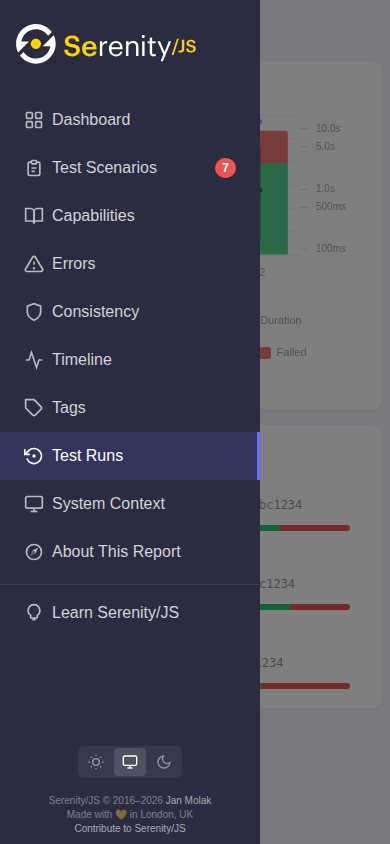 Serenity/JS
Dashboard
Test Scenarios 7
Capabilities
Errors
Consistency
Timeline
Tags
Test Runs
System Context
About This Report
Learn Serenity/JS
Serenity/JS © 2016–2026 Jan Molak
Made with 🤎 in London, UK
Contribute to Serenity/JS
10.0s
5.0s
1.0s
500ms
100ms
2
Duration
Failed
bc1234
c1234
1234